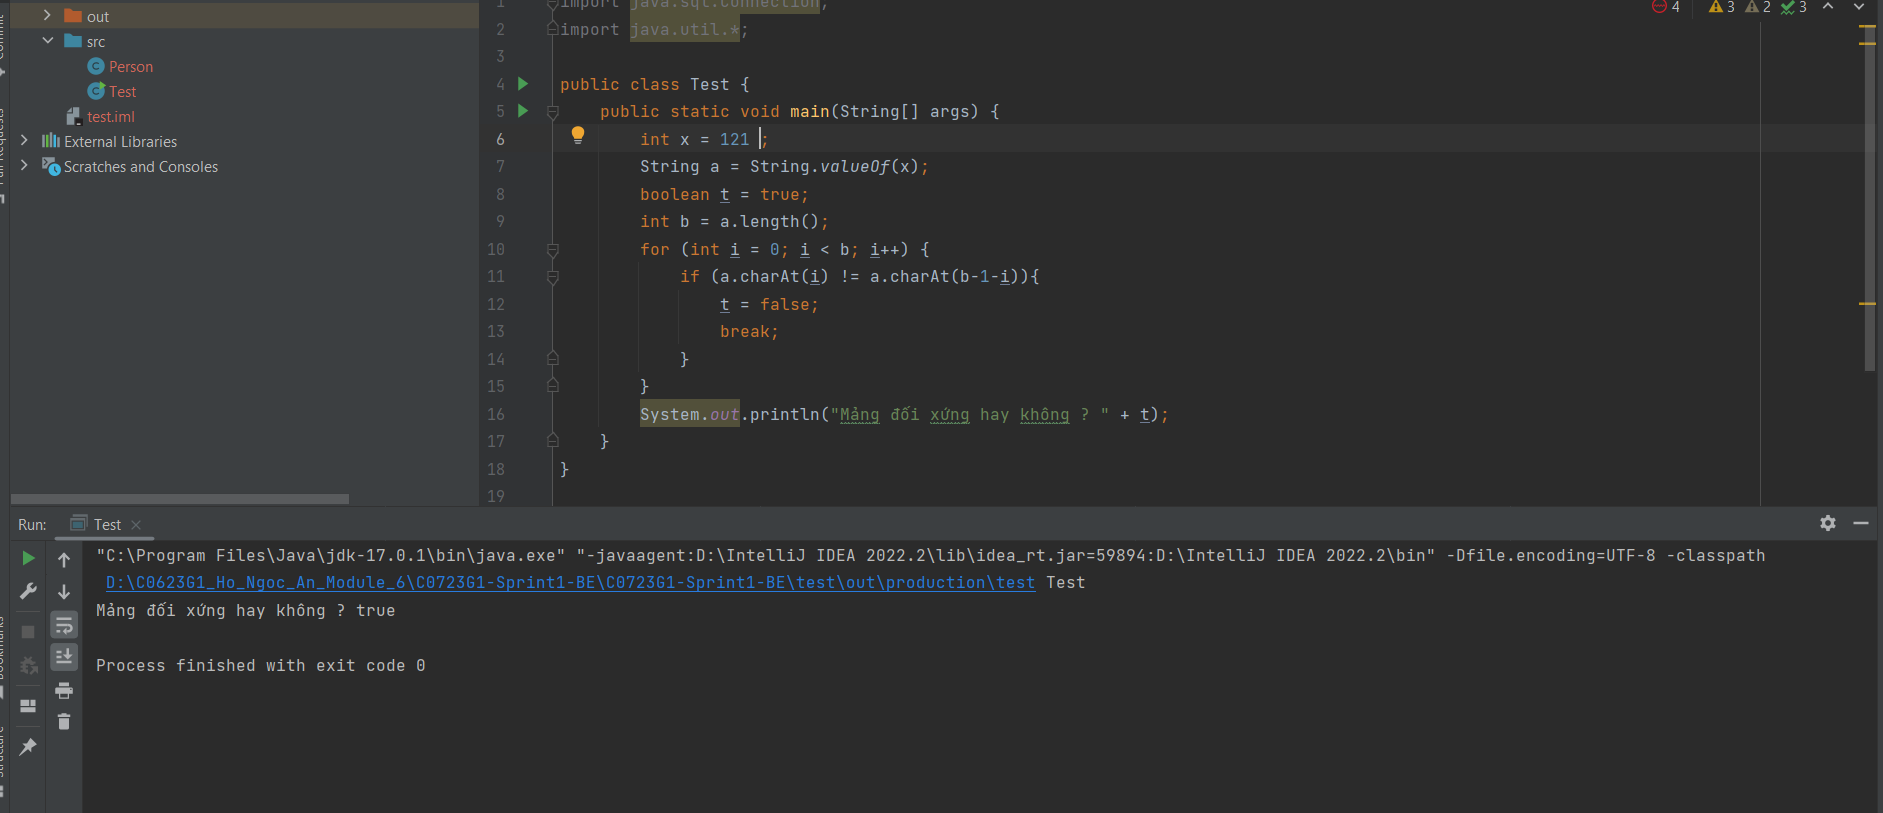 out
src
Person
Test
test.iml
External Libraries
Scratches and Consoles
4 3 2 3
1 import java.sql.Connection;
2 import java.util.*;
3
4 public class Test {
5 public static void main(String[] args) {
6 int x = 121 ;
7 String a = String.valueOf(x);
8 boolean t = true;
9 int b = a.length();
10 for (int i = 0; i < b; i++) {
11 if (a.charAt(i) != a.charAt(b-1-i)){
12 t = false;
13 break;
14 }
15 }
16 System.out.println("Mảng đối xứng hay không ? " + t);
17 }
18 }
19
Run: Test
"C:\Program Files\Java\jdk-17.0.1\bin\java.exe" "-javaagent:D:\IntelliJ IDEA 2022.2\lib\idea_rt.jar=59894:D:\IntelliJ IDEA 2022.2\bin" -Dfile.encoding=UTF-8 -classpath
D:\C0623G1_Ho_Ngoc_An_Module_6\C0723G1-Sprint1-BE\C0723G1-Sprint1-BE\test\out\production\test Test
Mảng đối xứng hay không ? true
Process finished with exit code 0